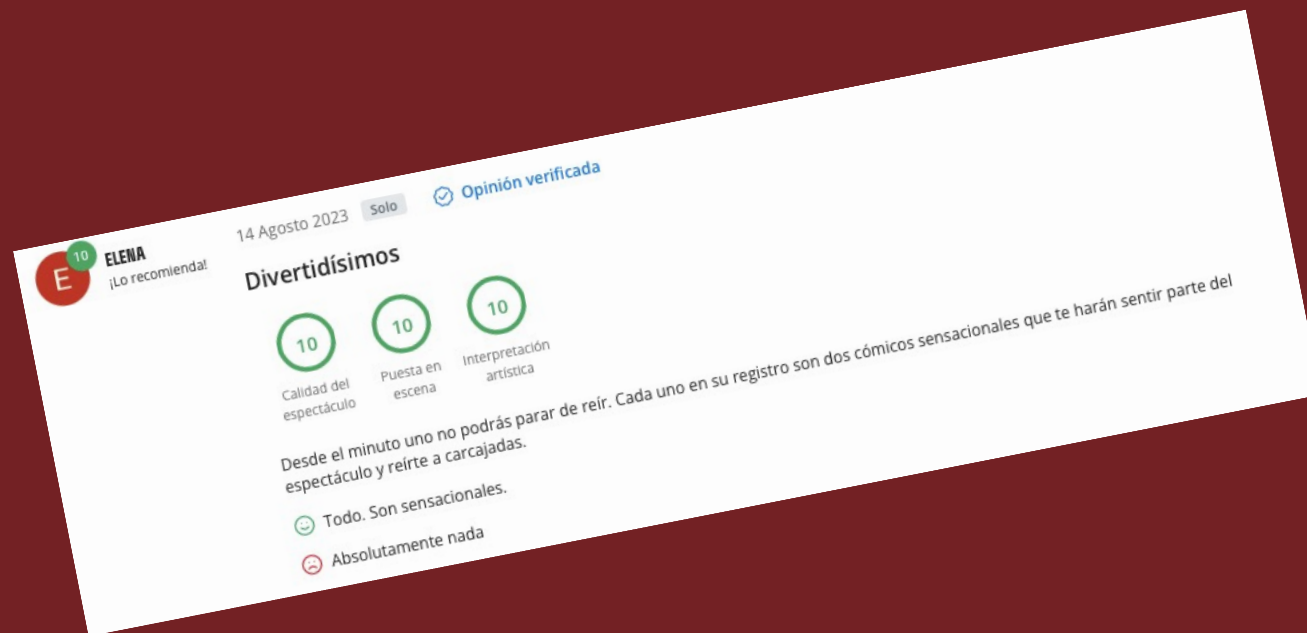 E
10
ELENA
¡Lo recomienda!
14 Agosto 2023
Solo
Opinión verificada
Divertidísimos
10
10
10
Calidad del
espectáculo
Puesta en
escena
Interpretación
artística
Desde el minuto uno no podrás parar de reír. Cada uno en su registro son dos cómicos sensacionales que te harán sentir parte del
espectáculo y reírte a carcajadas.
Todo. Son sensacionales.
Absolutamente nada